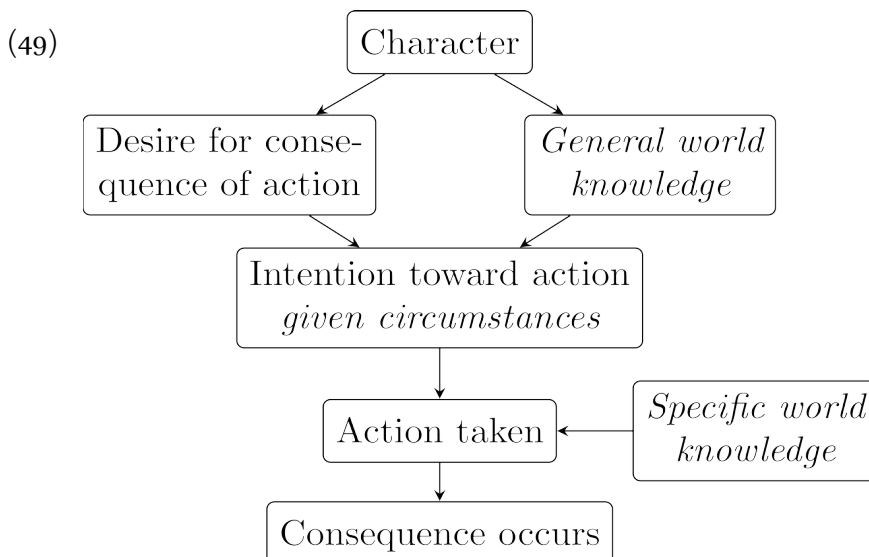 (49)
Character
Desire for conse-
quence of action
General world
knowledge
Intention toward action
given circumstances
Action taken
Specific world
knowledge
Consequence occurs